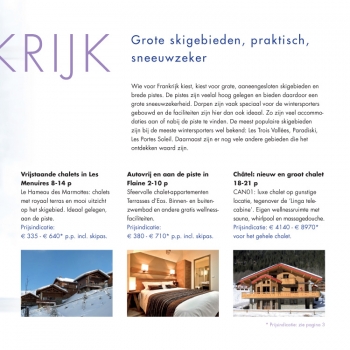 KRIJK
Grote skigebieden, praktisch,
sneeuwzeker
Wie voor Frankrijk kiest, kiest voor grote, aaneengesloten skigebieden en
brede pistes. De pistes zijn veelal hoog gelegen en bieden daardoor een
grote sneeuwzekerheid. Dorpen zijn vaak speciaal voor de wintersporters
gebouwd en de faciliteiten zijn hier dan ook ideaal. Zo zijn veel accommo-
daties aan of nabij de piste te vinden. De meest populaire skigebieden
zijn bij de meeste wintersporters wel bekend: Les Trois Vallées, Paradiski,
Les Portes Soleil. Daarnaast zijn er nog vele andere gebieden die het
ontdekken waard zijn.
Vrijstaande chalets in Les
Menuires 8-14 p
Le Hameau des Marmottes: chalets
met royaal terras en mooi uitzicht
op het skigebied. Ideaal gelegen,
aan de piste.
Prijsindicatie:
€ 335 - € 640* p.p. incl. skipas.
Autovrij en aan de piste in
Flaine 2-10 p
Sfeervolle chalet-appartementen
Terrasses d'Eos. Binnen- en buiten-
zwembad en andere gratis wellness-
faciliteiten.
Prijsindicatie:
€ 380 - € 710* p.p. incl. skipas.
Châtel: nieuw en groot chalet
18-21 p
CAN01: luxe chalet op gunstige
locatie, tegenover de 'Linga tele-
cabine'. Eigen wellnessruimte met
sauna, whirlpool en massagedouche.
Prijsindicatie: € 4140 - € 8970*
voor het gehele chalet.
* Prijsindicatie: zie pagina 5